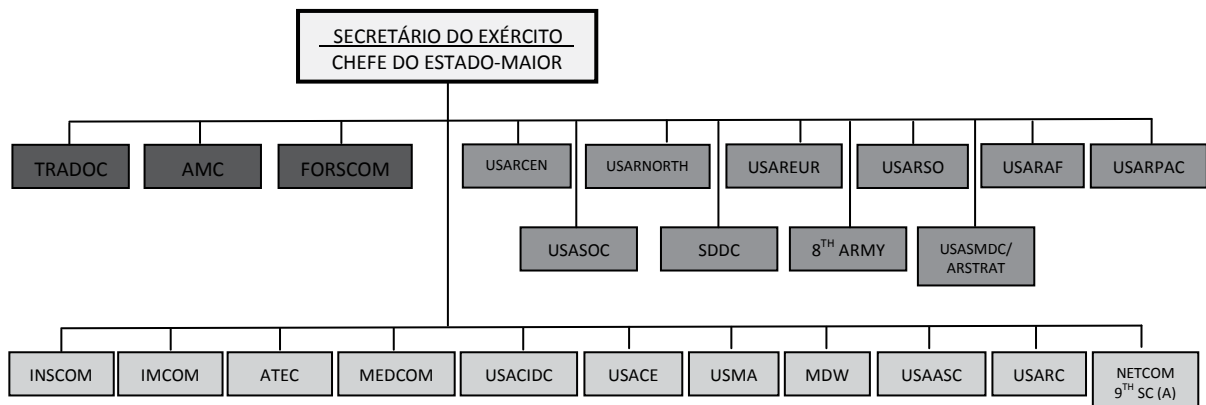 SECRETÁRIO DO EXÉRCITO
CHEFE DO ESTADO-MAIOR
TRADOC
AMC
FORSCOM
USARCEN
USARNORTH
USAREUR
USARSO
USARAF
USARPAC
USASOC
SDDC
8TH ARMY
USASMDC/
ARSTRAT
INSCOM
IMCOM
ATEC
MEDCOM
USACIDC
USACE
USMA
MDW
USAASC
USARC
NETCOM
9TH SC (A)